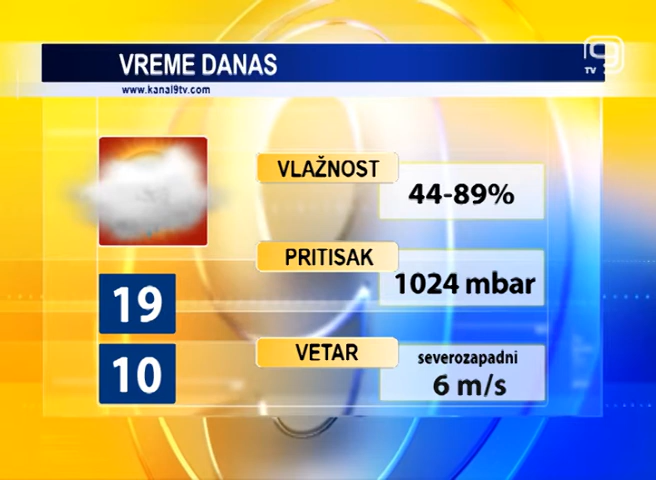 VREME DANAS
9
TV
www.kanal9tv.com
VLAŽNOST
44-89%
PRITISAK
1024 mbar
19
VETAR
severozapadni
10
6 m/s